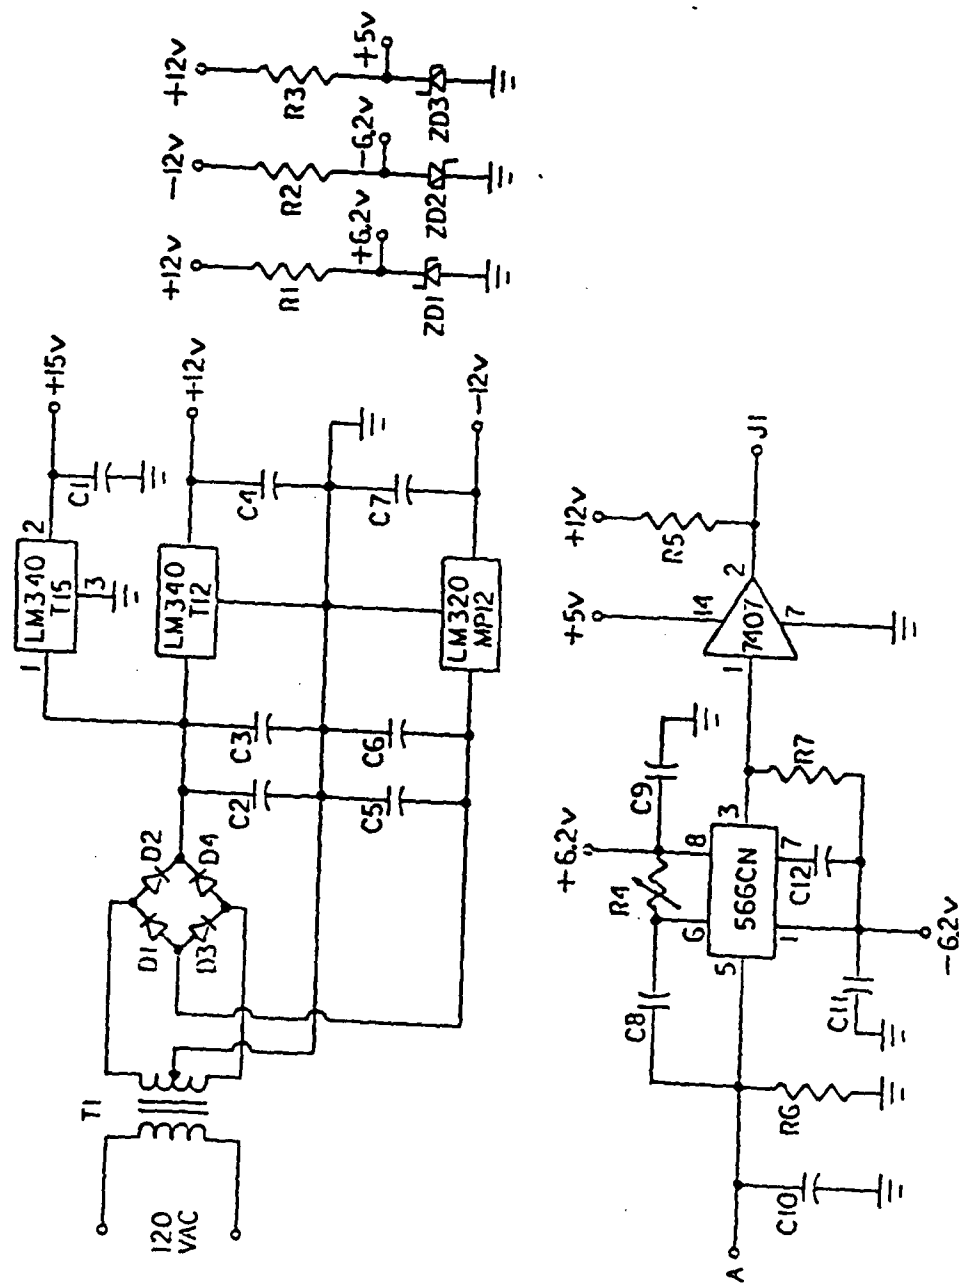 120
VAC
T1
D1
D2
D3
D4
C2
C3
C5
C6
1
LM340
T15
2
3
C1
+15v
LM340
T12
C4
+12v
C7
LM320
MP12
-12v
+12v
R1
+6.2v
ZD1
-12v
R2
-6.2v
ZD2
+12v
R3
+5v
ZD3
A
C10
R6
C8
5
6
R4
+6.2v
C9
8
566CN
3
1
7
C12
C11
-6.2v
R7
1
7407
14
+5v
7
2
R5
+12v
J1